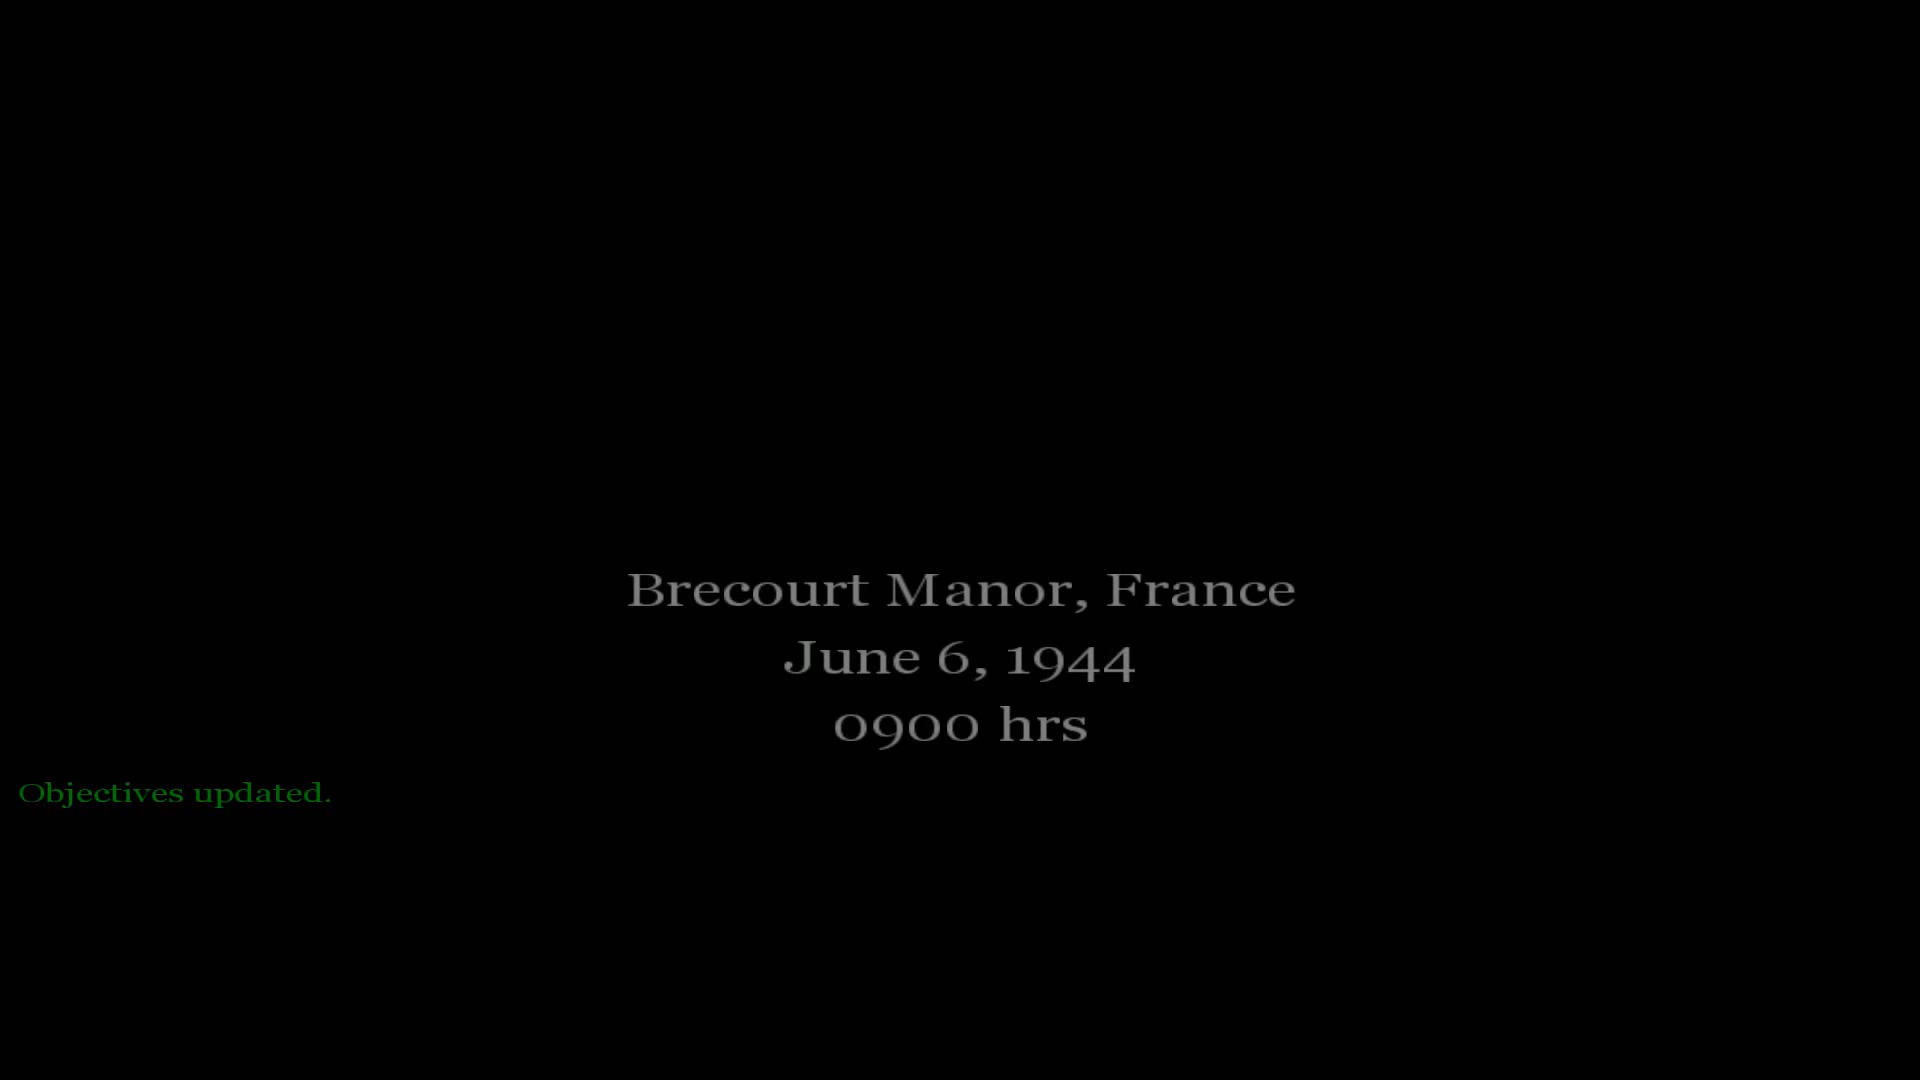 Brecourt Manor, France
June 6, 1944
0900 hrs
Objectives updated.